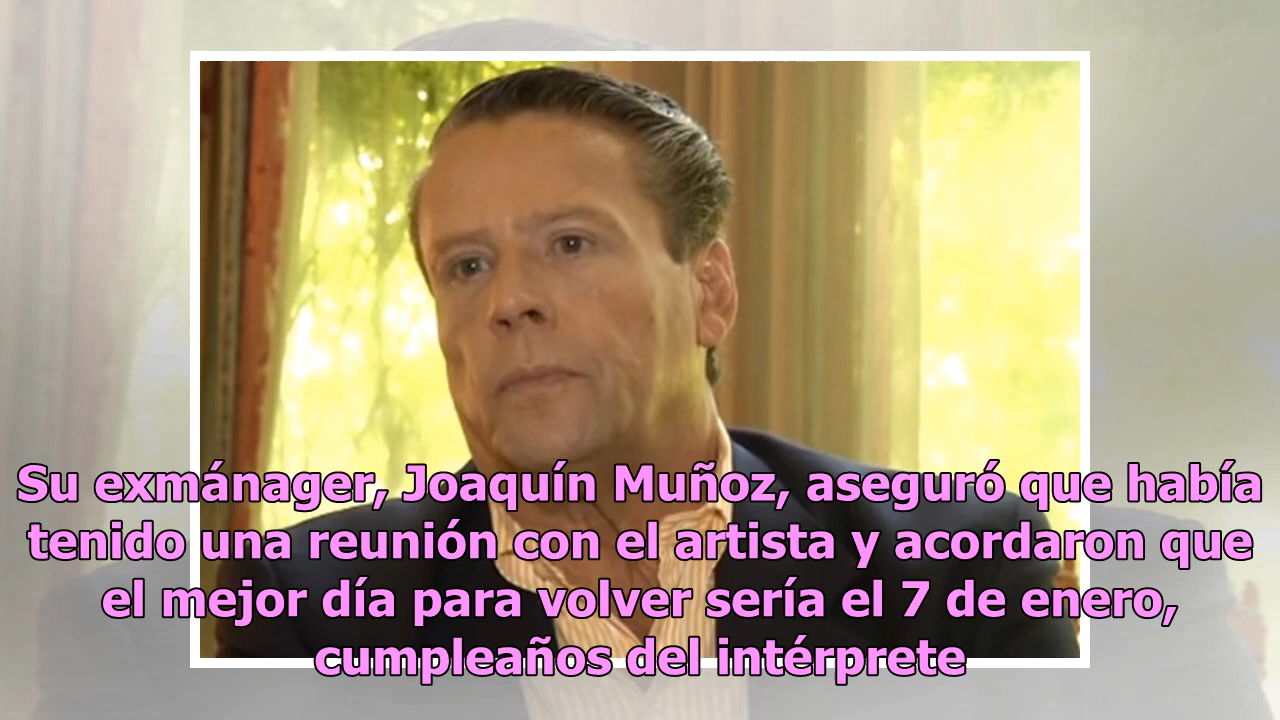 Su exmánager, Joaquín Muñoz, aseguró que había
tenido una reunión con el artista y acordaron que
el mejor día para volver sería el 7 de enero,
cumpleaños del intérprete